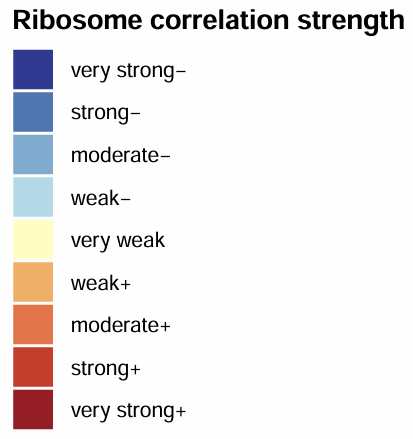 Ribosome correlation strength
very strong−
strong−
moderate−
weak−
very weak
weak+
moderate+
strong+
very strong+